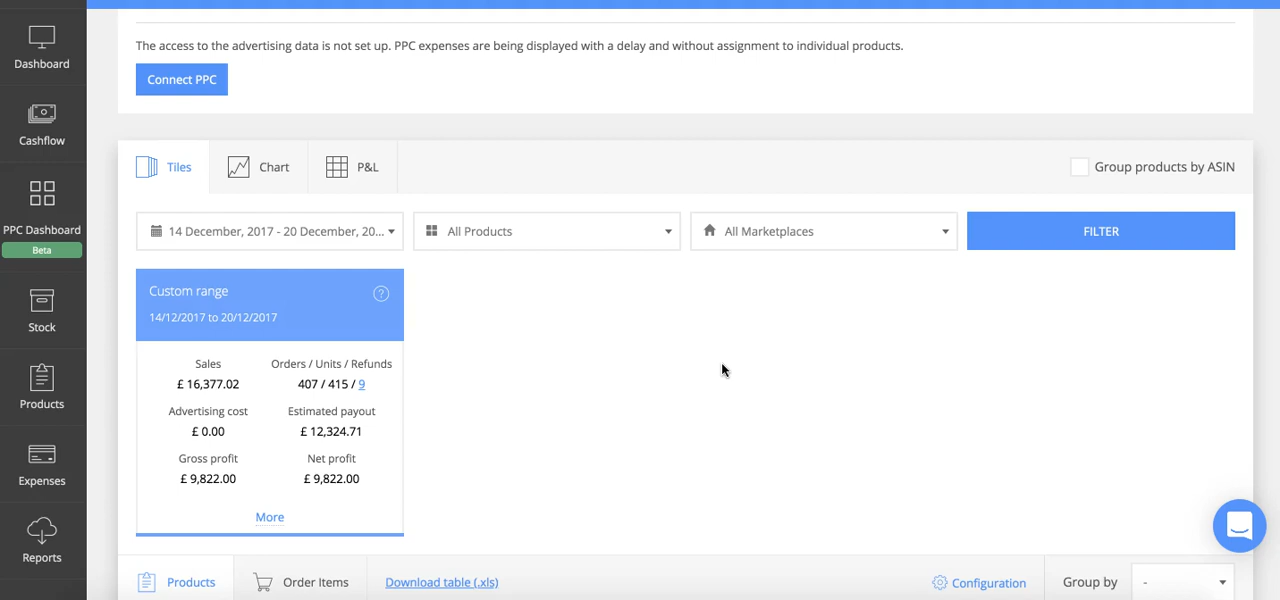 Dashboard
Cashflow
PPC Dashboard
Beta
Stock
Products
Expenses
Reports
The access to the advertising data is not set up. PPC expenses are being displayed with a delay and without assignment to individual products.
Connect PPC
Tiles Chart P&L Group products by ASIN
14 December, 2017 - 20 December, 20... All Products All Marketplaces FILTER
Custom range ?
14/12/2017 to 20/12/2017
Sales Orders / Units / Refunds
£ 16,377.02 407 / 415 / 9
Advertising cost Estimated payout
£ 0.00 £ 12,324.71
Gross profit Net profit
£ 9,822.00 £ 9,822.00
More
Products Order Items Download table (.xls) Configuration Group by -